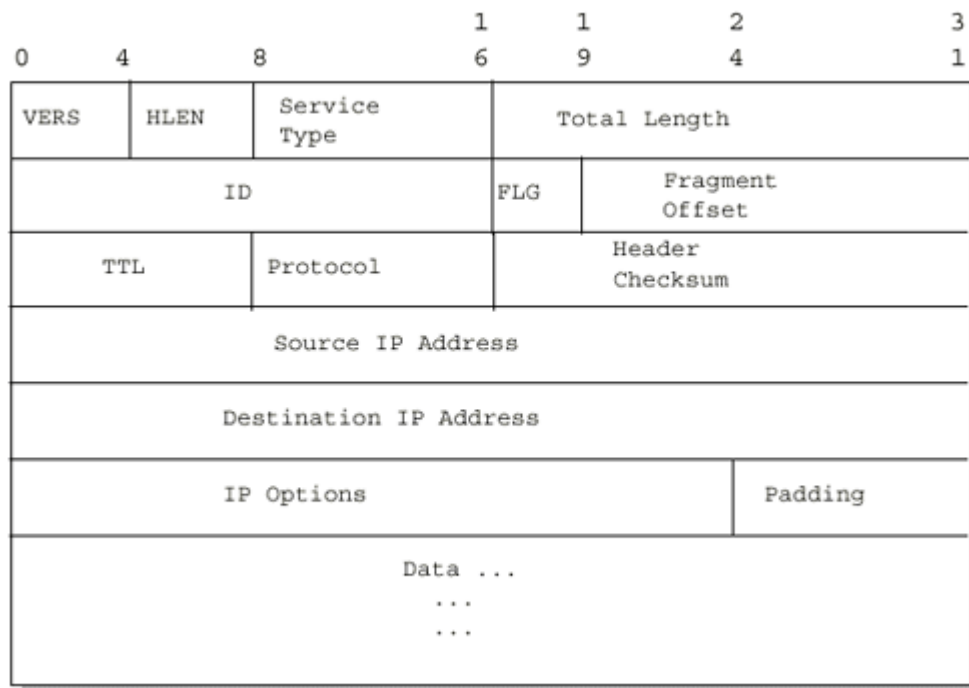 1 1 2 3
0 4 8 6 9 4 1
VERS HLEN Service Type Total Length
ID FLG Fragment Offset
TTL Protocol Header Checksum
Source IP Address
Destination IP Address
IP Options Padding
Data ...
...
...